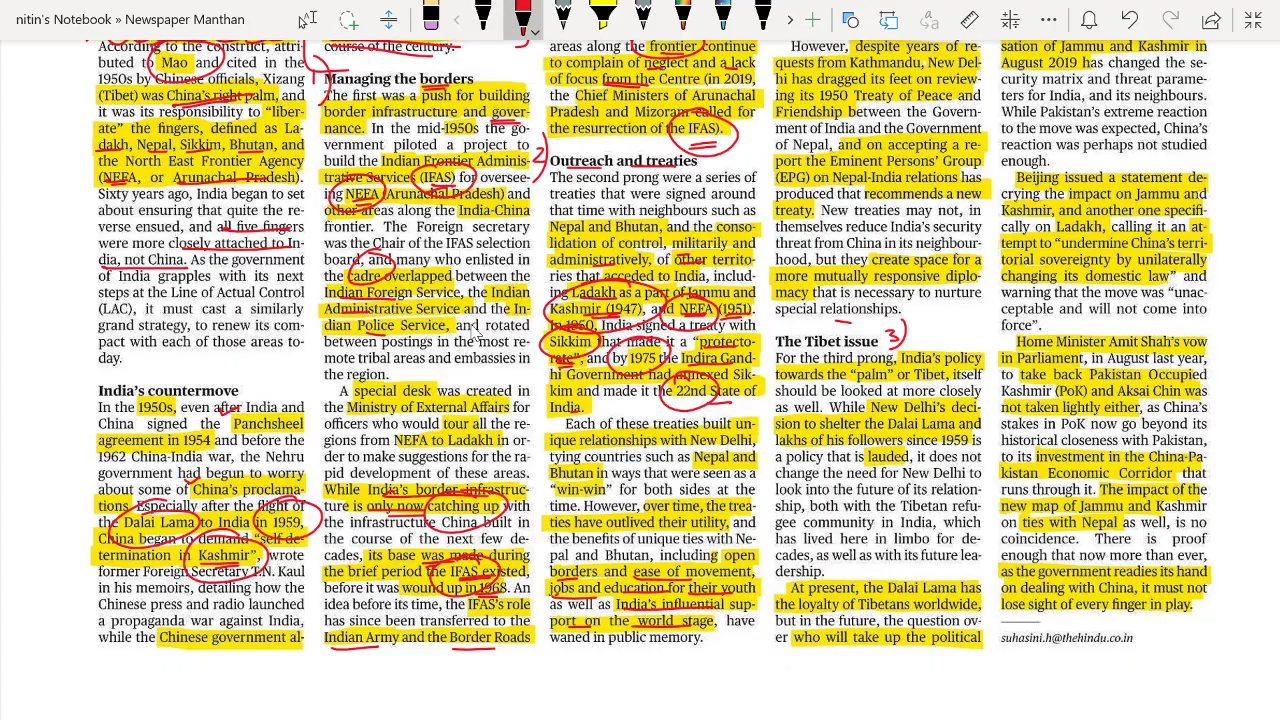 nitin's Notebook » Newspaper Manthan
According to the construct, attri-
buted to Mao and cited in the
1950s by Chinese officials, Xizang
(Tibet) was China's right palm, and
it was its responsibility to "liber-
ate" the fingers, defined as La-
dakh, Nepal, Sikkim, Bhutan, and
the North East Frontier Agency
(NEFA, or Arunachal Pradesh).
Sixty years ago, India began to set
about ensuring that quite the re-
verse ensued, and all five fingers
were more closely attached to In-
dia, not China. As the government
of India grapples with its next
steps at the Line of Actual Control
(LAC), it must cast a similarly
grand strategy, to renew its com-
pact with each of those areas to-
day.
India's countermove
In the 1950s, even after India and
China signed the Panchsheel
agreement in 1954 and before the
1962 China-India war, the Nehru
government had begun to worry
about some of China's proclama-
tions. Especially after the flight of
the Dalai Lama to India in 1959,
China began to demand "self-de-
termination in Kashmir", wrote
former Foreign Secretary T.N. Kaul
in his memoirs, detailing how the
Chinese press and radio launched
a propaganda war against India,
while the Chinese government al-
course of the century.
1)
Managing the borders
The first was a push for building
border infrastructure and gover-
nance. In the mid-1950s the go-
vernment piloted a project to
build the Indian Frontier Adminis-
trative Services (IFAS) for oversee-
ing NEFA (Arunachal Pradesh) and
other areas along the India-China
frontier. The Foreign secretary
was the Chair of the IFAS selection
board, and many who enlisted in
the cadre overlapped between the
Indian Foreign Service, the Indian
Administrative Service and the In-
dian Police Service, and rotated
between postings in the most re-
mote tribal areas and embassies in
the region.
A special desk was created in
the Ministry of External Affairs for
officers who would tour all the
regions from NEFA to Ladakh in or-
der to make suggestions for the ra-
pid development of these areas.
While India's border infrastruc-
ture is only now catching up with
the infrastructure China built in
the course of the next few de-
cades, its base was made during
the brief period the IFAS existed,
before it was wound up in 1968. An
idea before its time, the IFAS's role
has since been transferred to the
Indian Army and the Border Roads
areas along the frontier continue
to complain of neglect and a lack
of focus from the Centre (in 2019,
the Chief Ministers of Arunachal
Pradesh and Mizoram called for
the resurrection of the IFAS).
2)
Outreach and treaties
The second prong were a series of
treaties that were signed around
that time with neighbours such as
Nepal and Bhutan, and the conso-
lidation of control, militarily and
administratively, of other territo-
ries that acceded to India, includ-
ing Ladakh as a part of Jammu and
Kashmir (1947), and NEFA (1951).
In 1950, India signed a treaty with
Sikkim that made it a "protecto-
rate", and by 1975 the Indira Gand-
hi Government had annexed Sik-
kim and made it the 22nd State of
India.
Each of these treaties built un-
ique relationships with New Delhi,
tying countries such as Nepal and
Bhutan in ways that were seen as a
"win-win" for both sides at the
time. However, over time, the trea-
ties have outlived their utility, and
the benefits of unique ties with Ne-
pal and Bhutan, including open
borders and ease of movement,
jobs and education for their youth
as well as India's influential sup-
port on the world stage, have
waned in public memory.
However, despite years of re-
quests from Kathmandu, New Del-
hi has dragged its feet on review-
ing its 1950 Treaty of Peace and
Friendship between the Govern-
ment of India and the Government
of Nepal, and on accepting a re-
port the Eminent Persons' Group
(EPG) on Nepal-India relations has
produced that recommends a new
treaty. New treaties may not, in
themselves reduce India's security
threat from China in its neighbour-
hood, but they create space for a
more mutually responsive diplo-
macy that is necessary to nurture
special relationships.
The Tibet issue 3)
For the third prong, India's policy
towards the "palm" or Tibet, itself
should be looked at more closely
as well. While New Delhi's deci-
sion to shelter the Dalai Lama and
lakhs of his followers since 1959 is
a policy that is lauded, it does not
change the need for New Delhi to
look into the future of its relation-
ship, both with the Tibetan refu-
gee community in India, which
has lived here in limbo for de-
cades, as well as with its future lea-
dership.
At present, the Dalai Lama has
the loyalty of Tibetans worldwide,
but in the future, the question ov-
er who will take up the political
sation of Jammu and Kashmir in
August 2019 has changed the se-
curity matrix and threat parame-
ters for India, and its neighbours.
While Pakistan's extreme reaction
to the move was expected, China's
reaction was perhaps not studied
enough.
Beijing issued a statement de-
crying the impact on Jammu and
Kashmir, and another one specifi-
cally on Ladakh, calling it an at-
tempt to "undermine China's terri-
torial sovereignty by unilaterally
changing its domestic law" and
warning that the move was "unac-
ceptable and will not come into
force".
Home Minister Amit Shah's vow
in Parliament, in August last year,
to take back Pakistan Occupied
Kashmir (PoK) and Aksai Chin was
not taken lightly either, as China's
stakes in PoK now go beyond its
historical closeness with Pakistan,
to its investment in the China-Pa-
kistan Economic Corridor that
runs through it. The impact of the
new map of Jammu and Kashmir
on ties with Nepal as well, is no
coincidence. There is proof
enough that now more than ever,
as the government readies its hand
on dealing with China, it must not
lose sight of every finger in play.
suhasini.h@thehindu.co.in